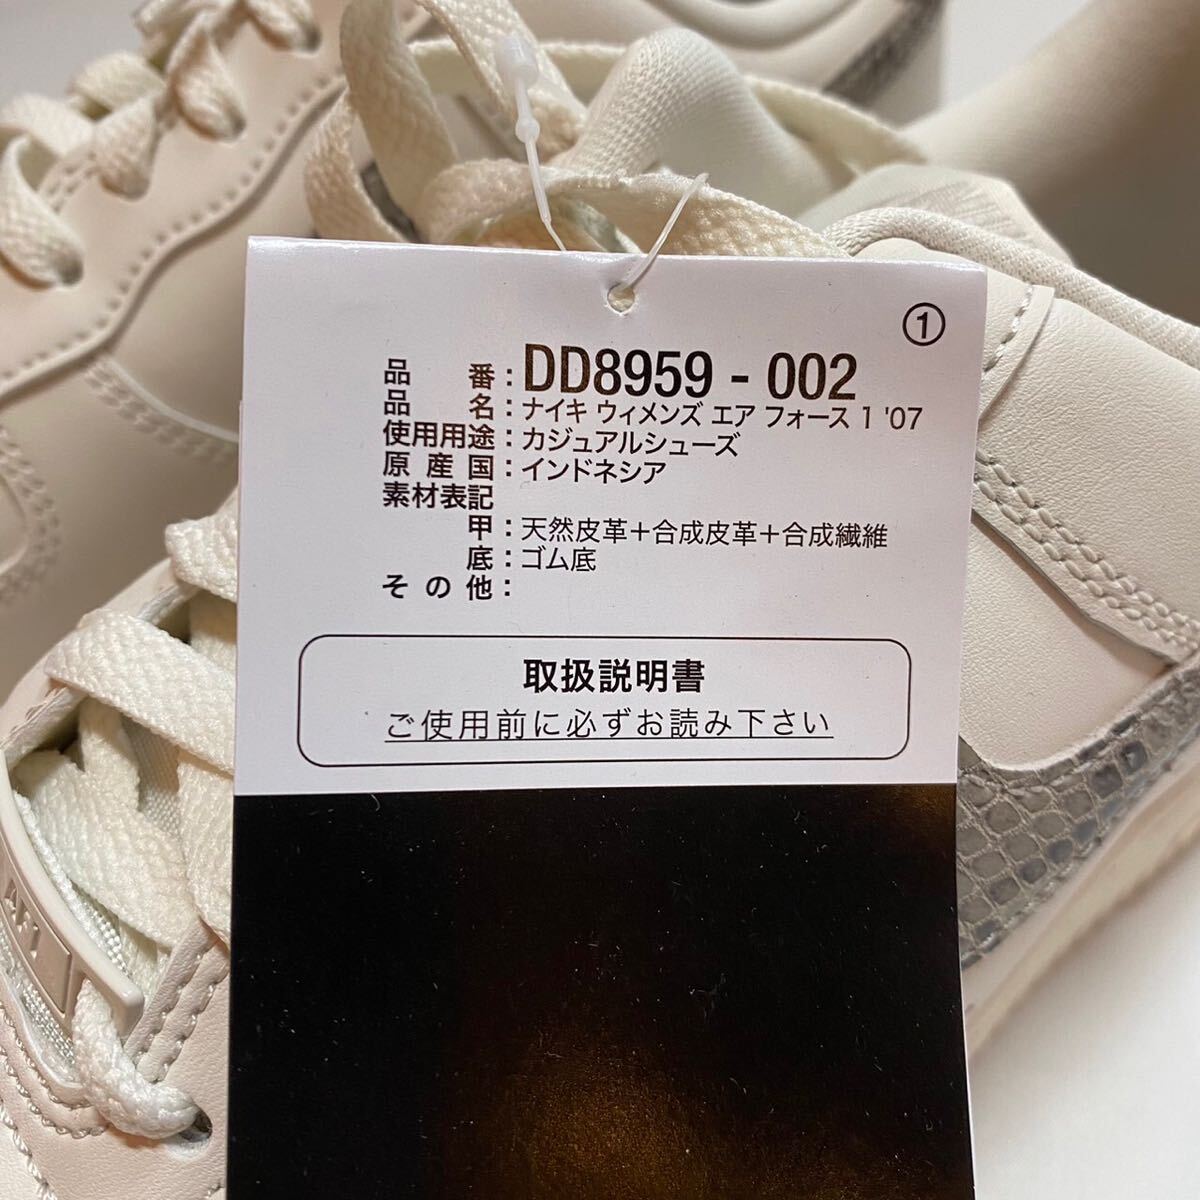 ①
品 番：DD8959 - 002
品 名：ナイキ ウィメンズ エア フォース 1 '07
使用用途：カジュアルシューズ
原産国：インドネシア
素材表記
甲：天然皮革＋合成皮革＋合成繊維
底：ゴム底
その他：
取扱説明書
ご使用前に必ずお読み下さい
AF1